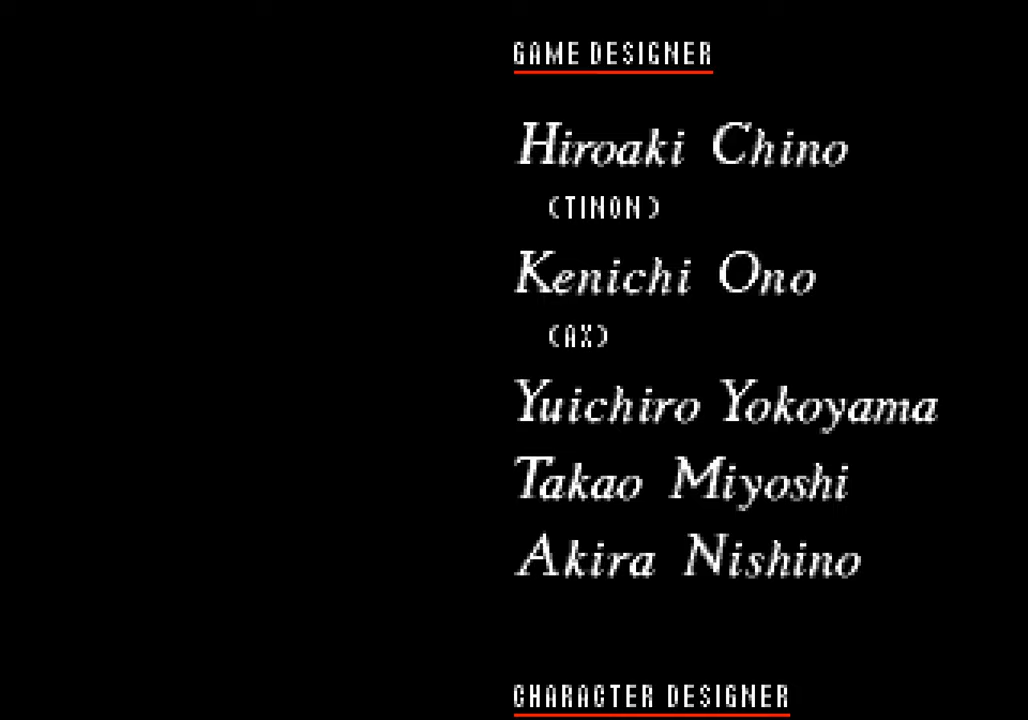 GAME DESIGNER
Hiroaki Chino
(TINON)
Kenichi Ono
(AX)
Yuichiro Yokoyama
Takao Miyoshi
Akira Nishino
CHARACTER DESIGNER